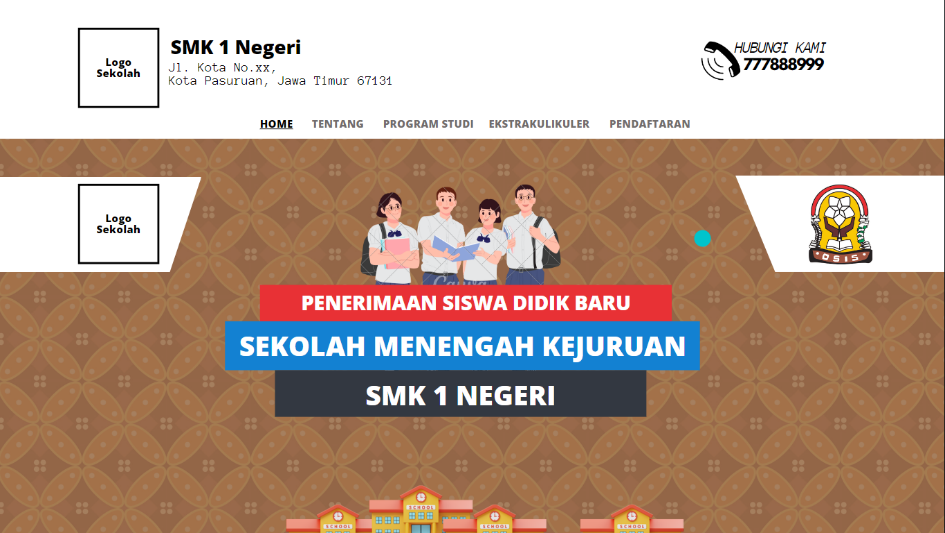 Logo
Sekolah
SMK 1 Negeri
Jl. Kota No.xx,
Kota Pasuruan, Jawa Timur 67131
HUBUNGI KAMI
777888999
HOME TENTANG PROGRAM STUDI EKSTRAKULIKULER PENDAFTARAN
Logo
Sekolah
OSIS
Canva
PENERIMAAN SISWA DIDIK BARU
SEKOLAH MENENGAH KEJURUAN
SMK 1 NEGERI
SCHOOL
SCHOOL
SCHOOL
SCHOOL